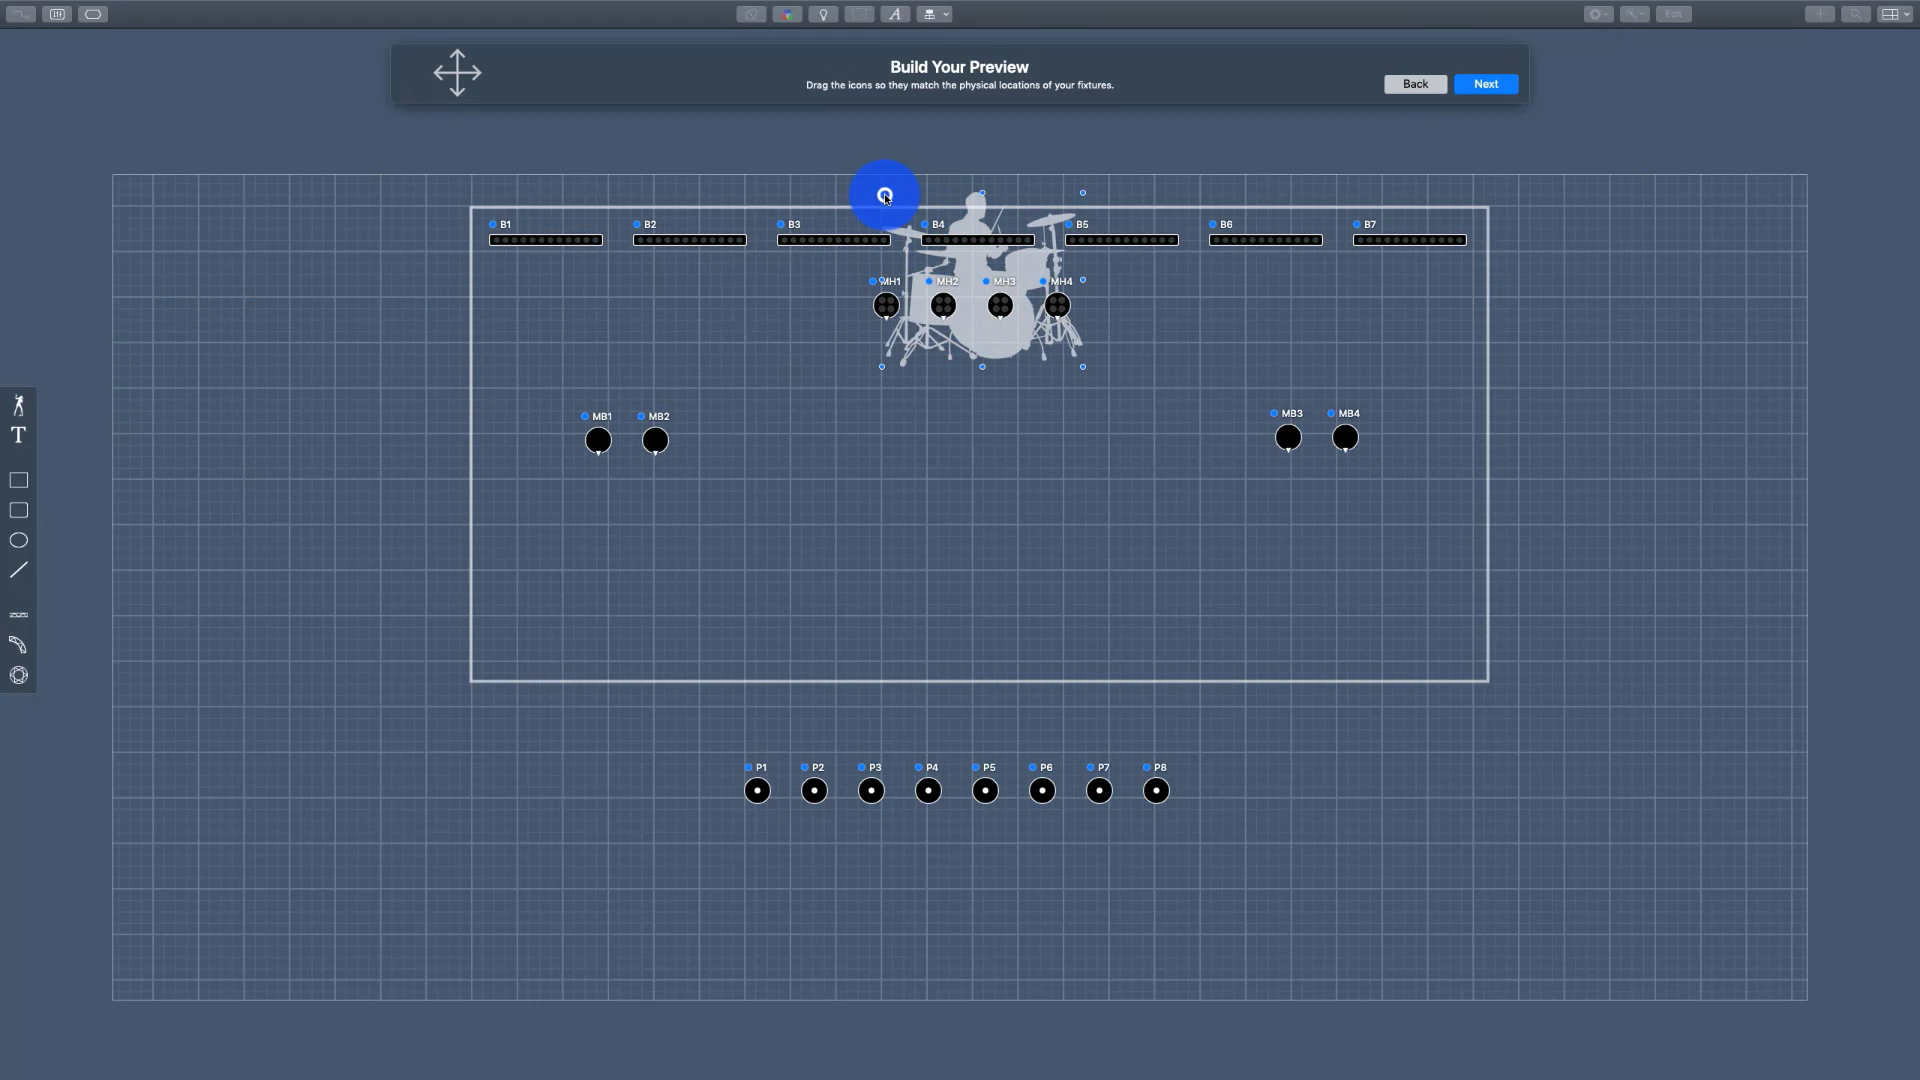 A
Edit
Build Your Preview
Drag the icons so they match the physical locations of your fixtures.
Back
Next
B1
B2
B3
B4
B5
B6
B7
MH1
MH2
MH3
MH4
MB1
MB2
MB3
MB4
T
P1
P2
P3
P4
P5
P6
P7
P8